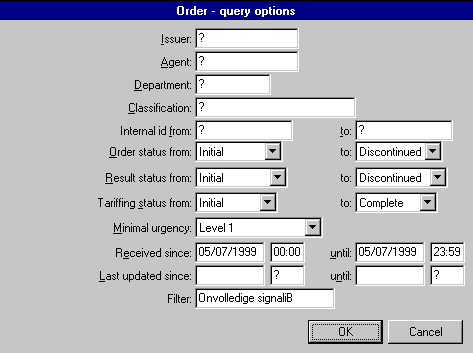 Order - query options
Issuer: ?
Agent: ?
Department: ?
Classification: ?
Internal id from: ? to: ?
Order status from: Initial to: Discontinued
Result status from: Initial to: Discontinued
Tariffing status from: Initial to: Complete
Minimal urgency: Level 1
Received since: 05/07/1999 00:00 until: 05/07/1999 23:59
Last updated since: ? until: ?
Filter: Onvolledige signaliB
OK Cancel